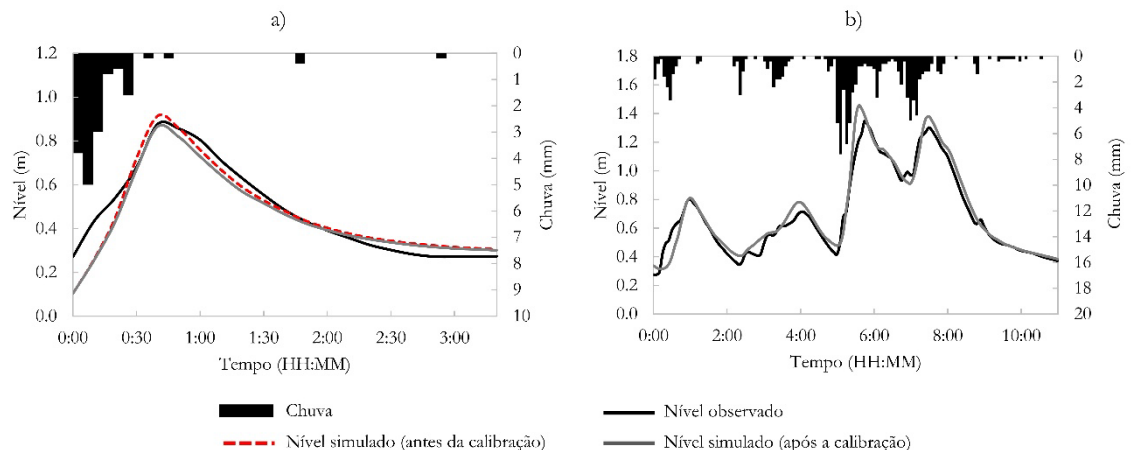 a)
1.2
1.0
0.8
0.6
0.4
0.2
0.0
Nível (m)
0
1
2
3
4
5
6
7
8
9
10
Chuva (mm)
0:00 0:30 1:00 1:30 2:00 2:30 3:00
Tempo (HH:MM)
b)
1.8
1.6
1.4
1.2
1.0
0.8
0.6
0.4
0.2
0.0
Nível (m)
0
2
4
6
8
10
12
14
16
18
20
Chuva (mm)
0:00 2:00 4:00 6:00 8:00 10:00
Tempo (HH:MM)
Chuva
Nível observado
Nível simulado (antes da calibração)
Nível simulado (após a calibração)